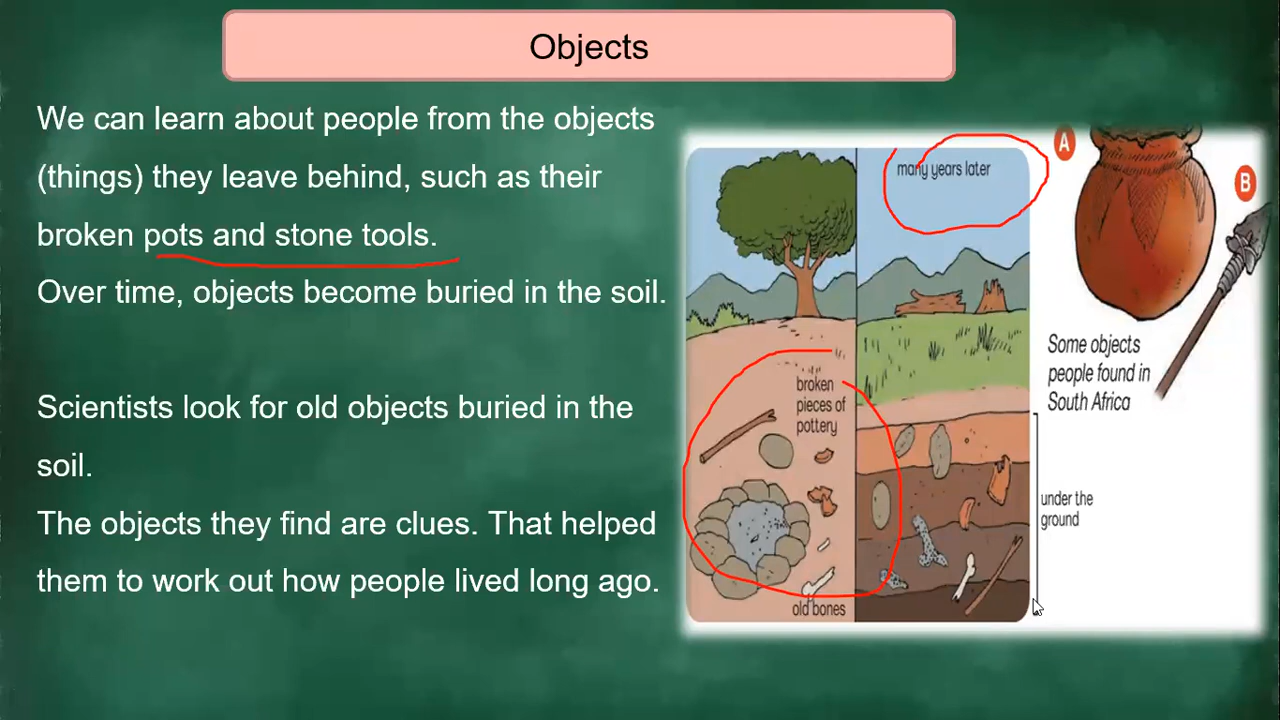 Objects
We can learn about people from the objects
(things) they leave behind, such as their
broken pots and stone tools.
Over time, objects become buried in the soil.
Scientists look for old objects buried in the
soil.
The objects they find are clues. That helped
them to work out how people lived long ago.
many years later
broken
pieces of
pottery
old bones
under the
ground
A
B
Some objects
people found in
South Africa